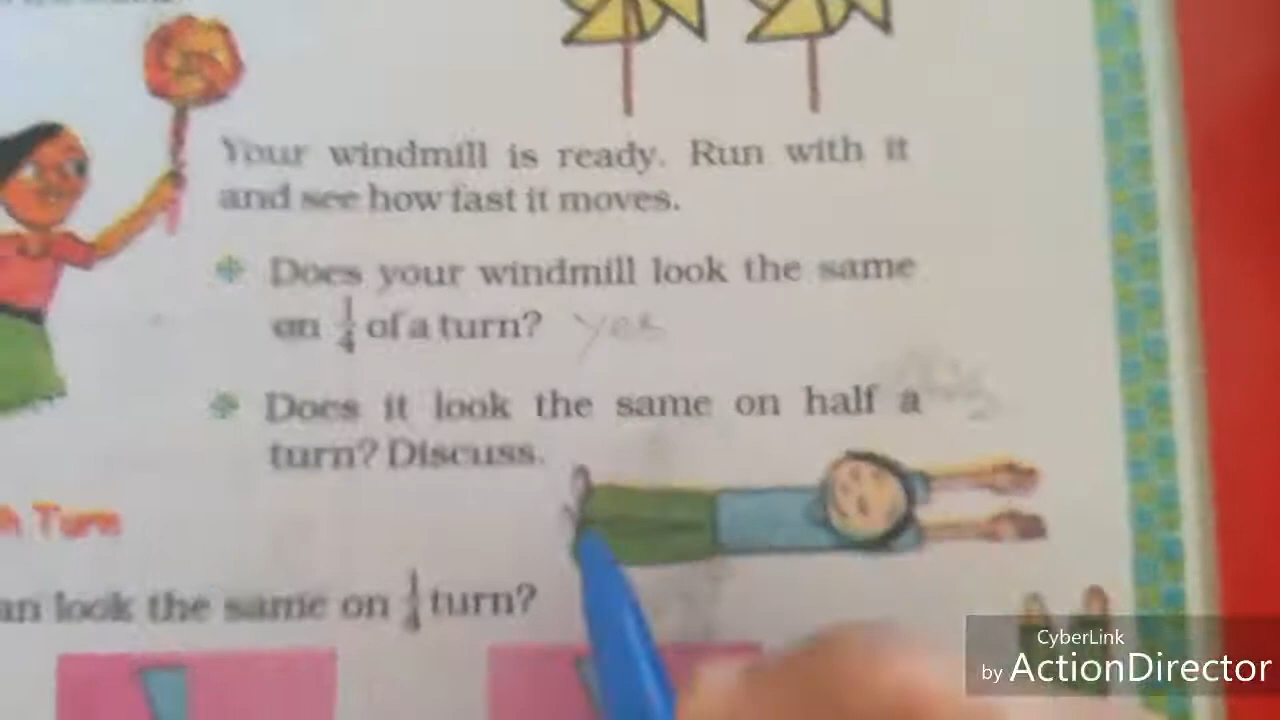 Your windmill is ready. Run with it
and see how fast it moves.
Does your windmill look the same
on 1/4 of a turn? yes
Does it look the same on half a
turn? Discuss.
Turn
an look the same on 1/4 turn?
CyberLink
by ActionDirector